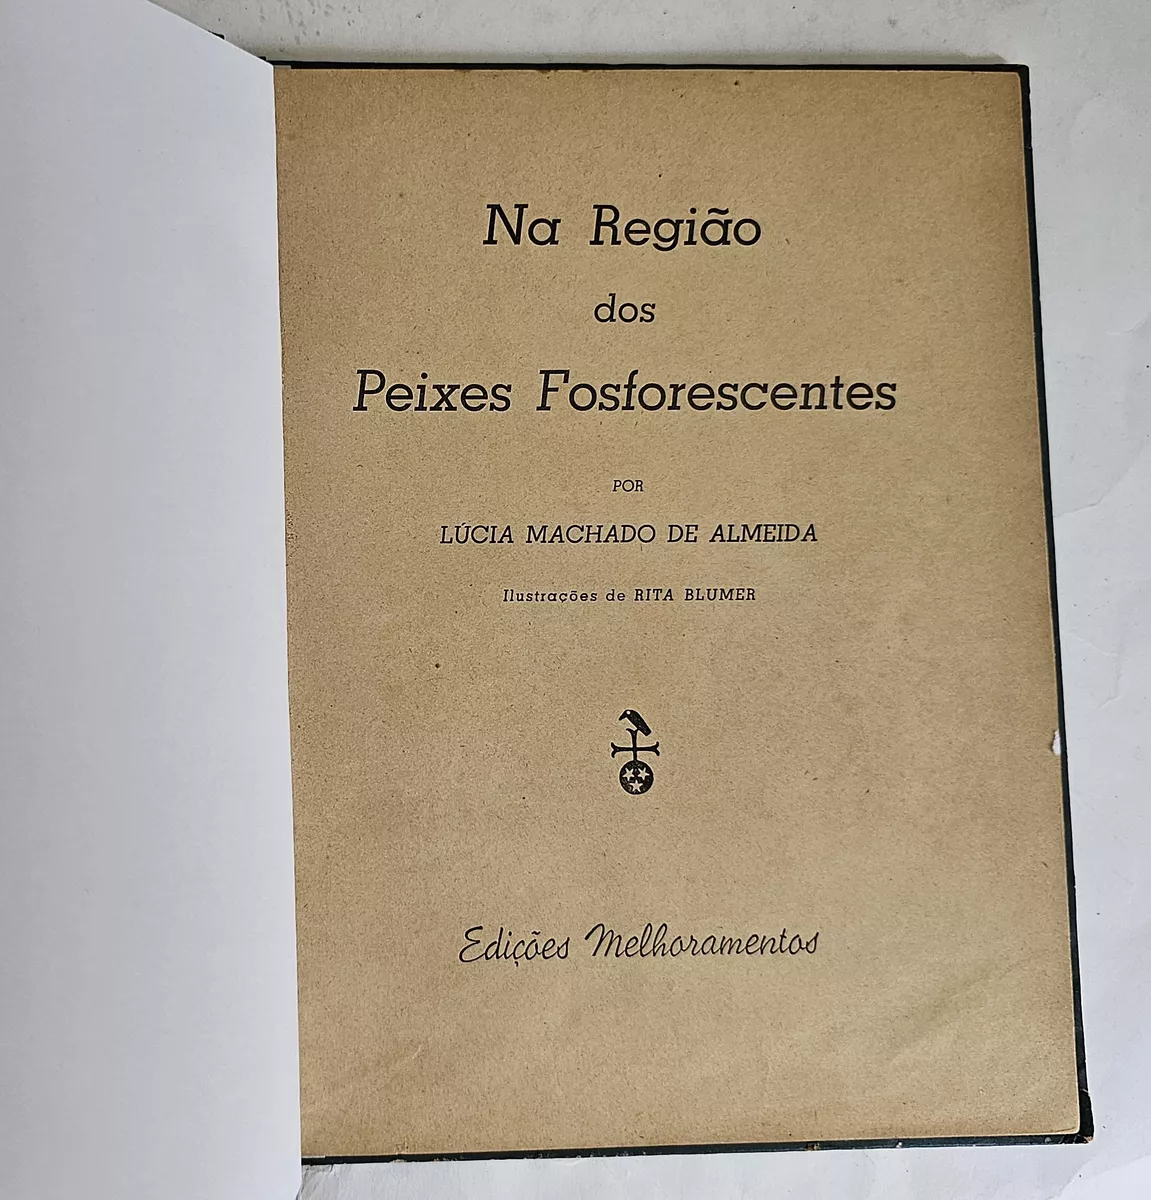 Na Região
dos
Peixes Fosforescentes
POR
LÚCIA MACHADO DE ALMEIDA
Ilustrações de RITA BLUMER
Edições Melhoramentos